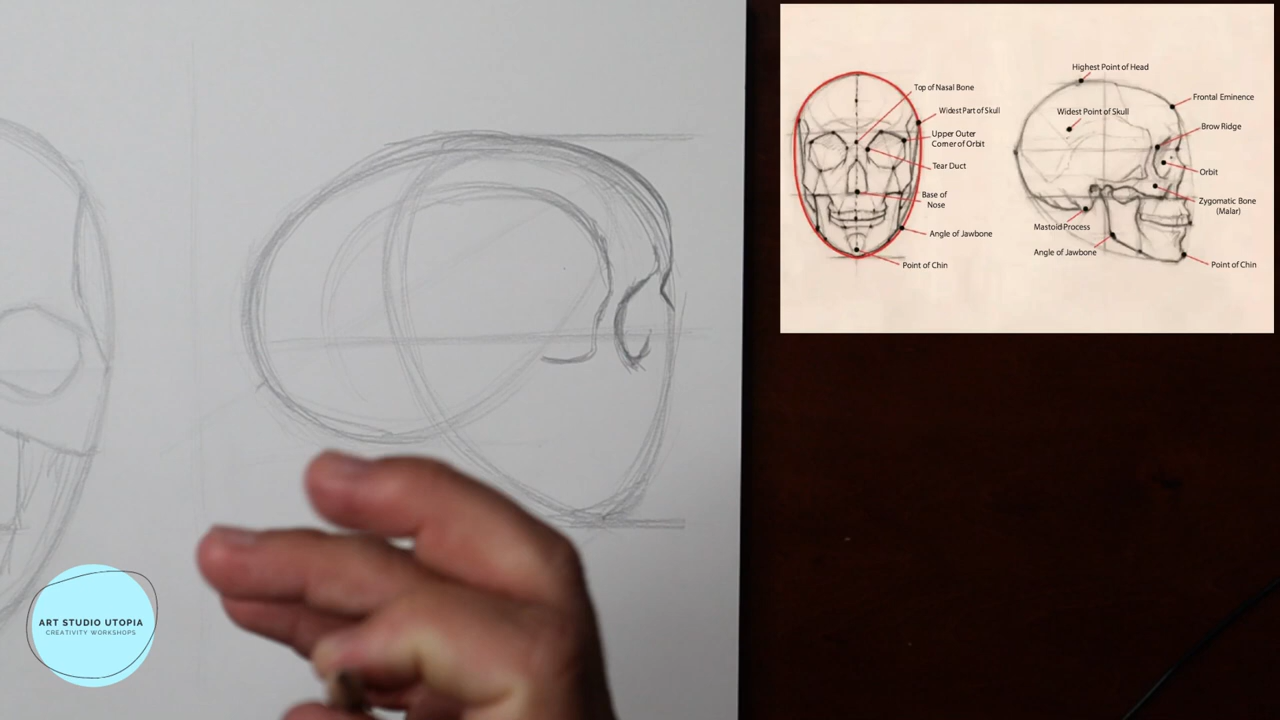 Top of Nasal Bone
Widest Part of Skull
Upper Outer
Corner of Orbit
Tear Duct
Base of
Nose
Angle of Jawbone
Point of Chin
Highest Point of Head
Frontal Eminence
Widest Point of Skull
Brow Ridge
Orbit
Zygomatic Bone
(Malar)
Mastoid Process
Angle of Jawbone
Point of Chin
ART STUDIO UTOPIA
CREATIVITY WORKSHOPS